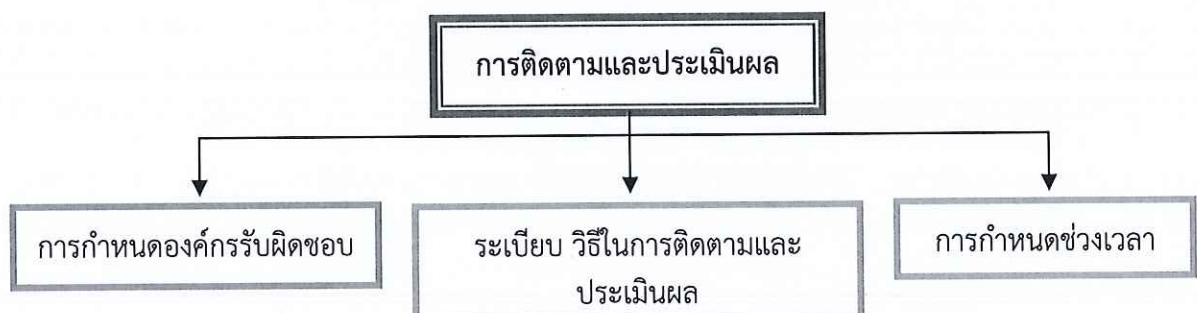 การติดตามและประเมินผล
การกำหนดองค์กรรับผิดชอบ
ระเบียบ วิธีในการติดตามและ
ประเมินผล
การกำหนดช่วงเวลา